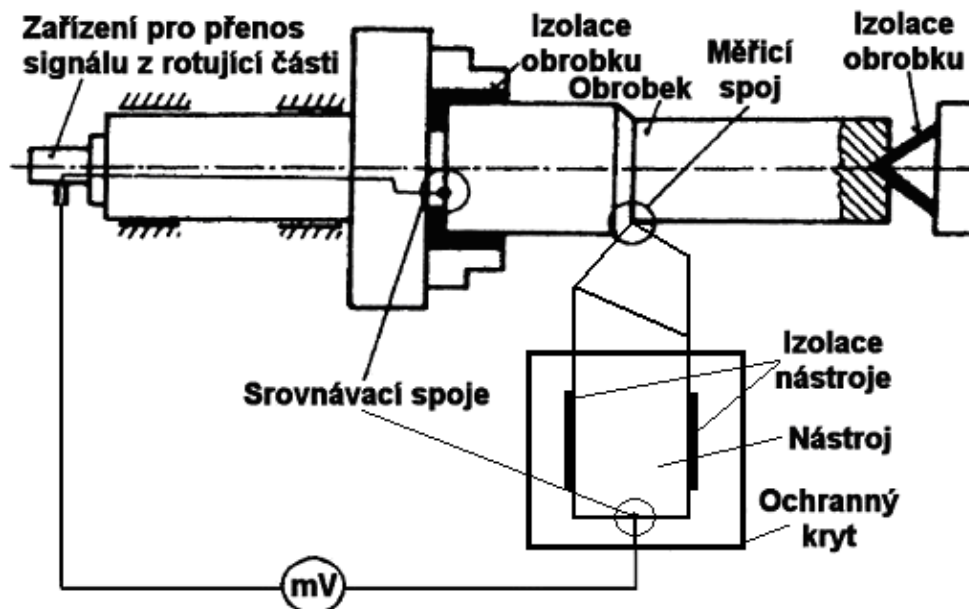 Zařízení pro přenos
signálu z rotující části
Izolace
obrobku
Obrobek
Měřicí
spoj
Izolace
obrobku
Srovnávací spoje
Izolace
nástroje
Nástroj
Ochranný
kryt
mV